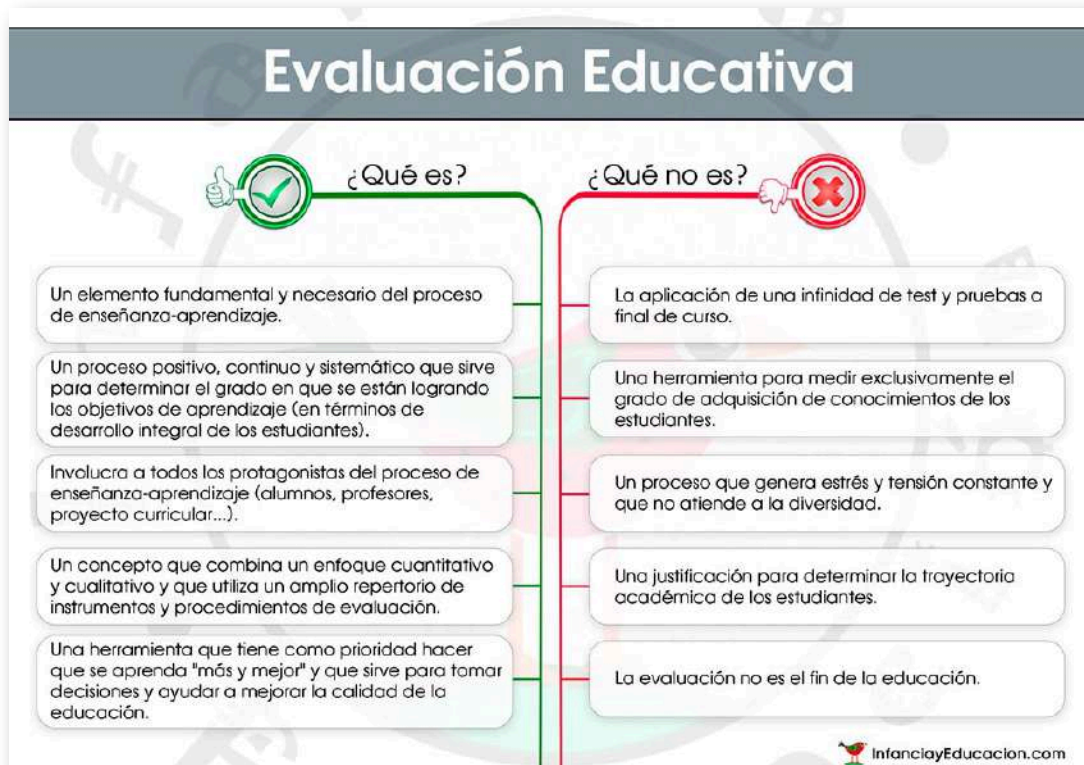 Evaluación Educativa
¿Qué es?
Un elemento fundamental y necesario del proceso
de enseñanza-aprendizaje.
Un proceso positivo, continuo y sistemático que sirve
para determinar el grado en que se están logrando
los objetivos de aprendizaje (en términos de
desarrollo integral de los estudiantes).
Involucra a todos los protagonistas del proceso de
enseñanza-aprendizaje (alumnos, profesores,
proyecto curricular...).
Un concepto que combina un enfoque cuantitativo
y cualitativo y que utiliza un amplio repertorio de
instrumentos y procedimientos de evaluación.
Una herramienta que tiene como prioridad hacer
que se aprenda "más y mejor" y que sirve para tomar
decisiones y ayudar a mejorar la calidad de la
educación.
¿Qué no es?
La aplicación de una infinidad de test y pruebas a
final de curso.
Una herramienta para medir exclusivamente el
grado de adquisición de conocimientos de los
estudiantes.
Un proceso que genera estrés y tensión constante y
que no atiende a la diversidad.
Una justificación para determinar la trayectoria
académica de los estudiantes.
La evaluación no es el fin de la educación.
InfanciayEducacion.com